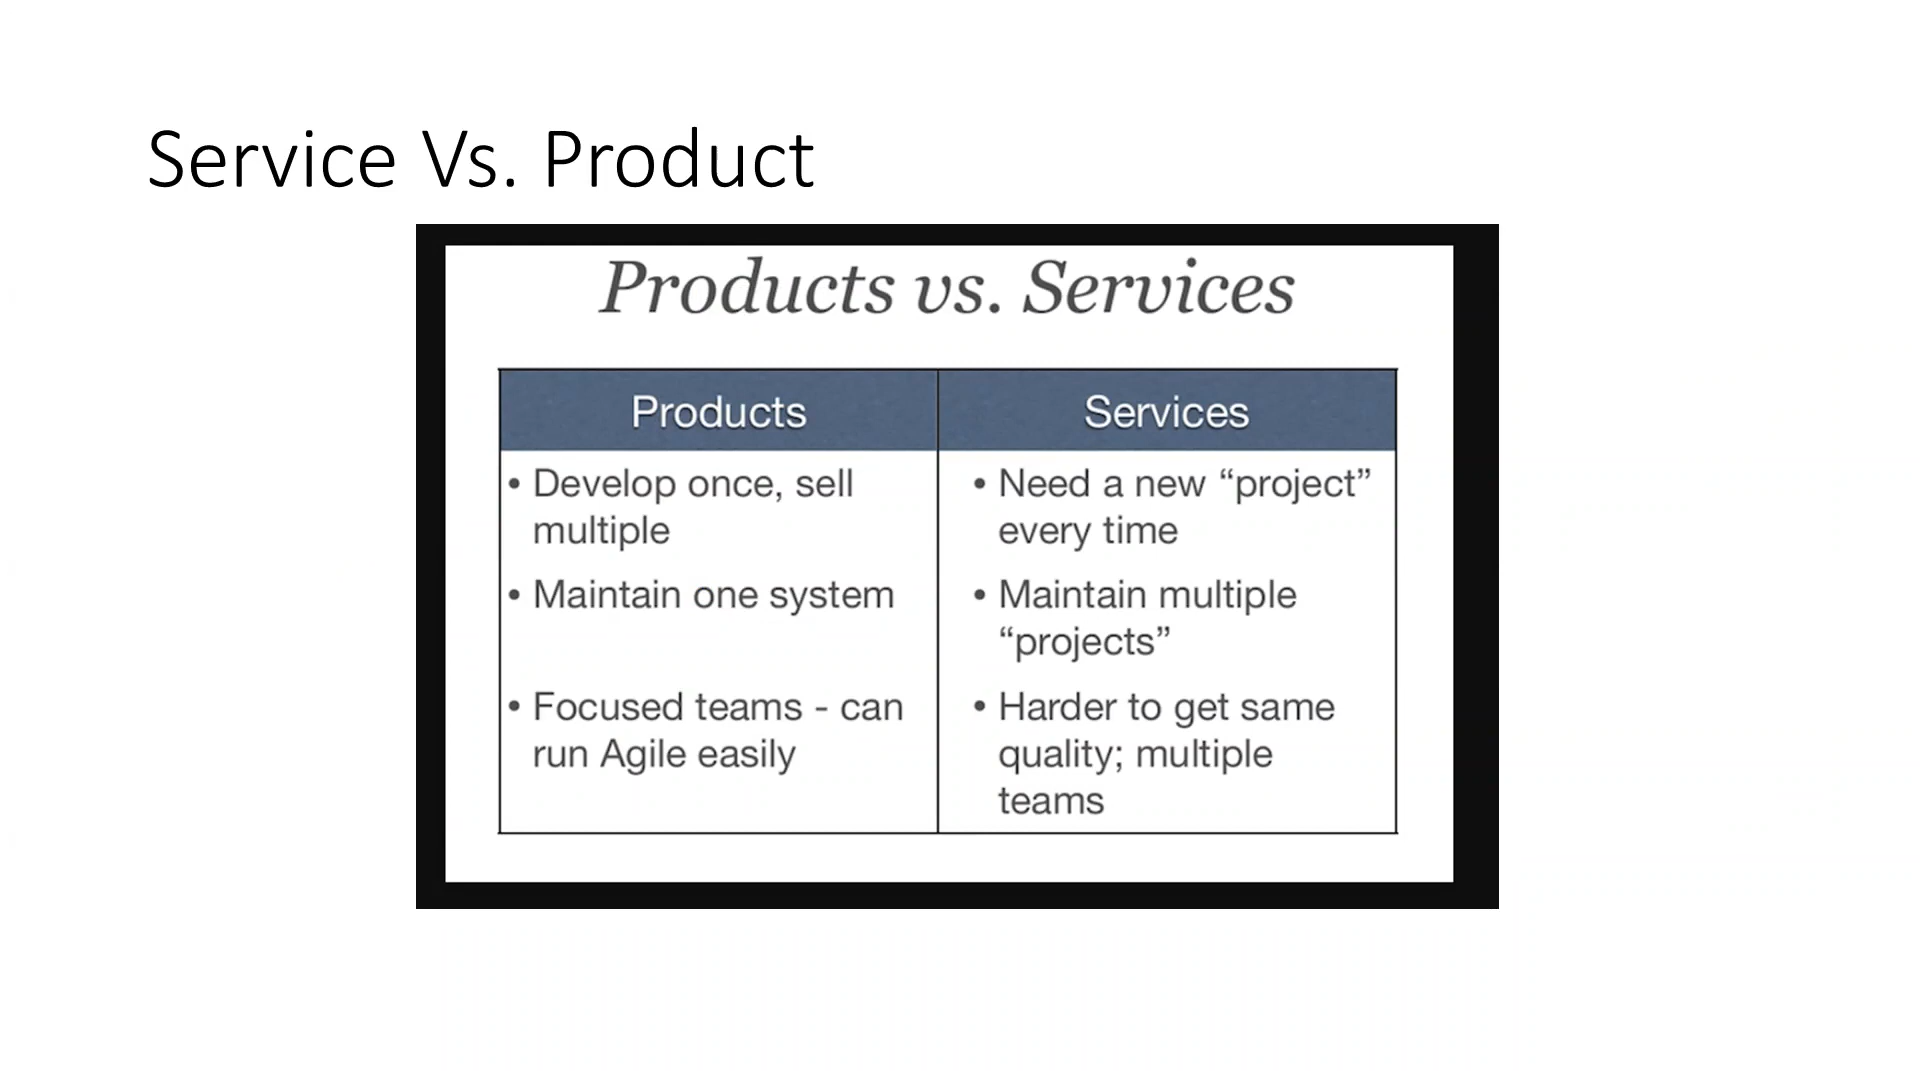 Service Vs. Product
Products vs. Services
Products
Services
• Develop once, sell
multiple
• Need a new “project”
every time
• Maintain one system
• Maintain multiple
“projects”
• Focused teams - can
run Agile easily
• Harder to get same
quality; multiple
teams